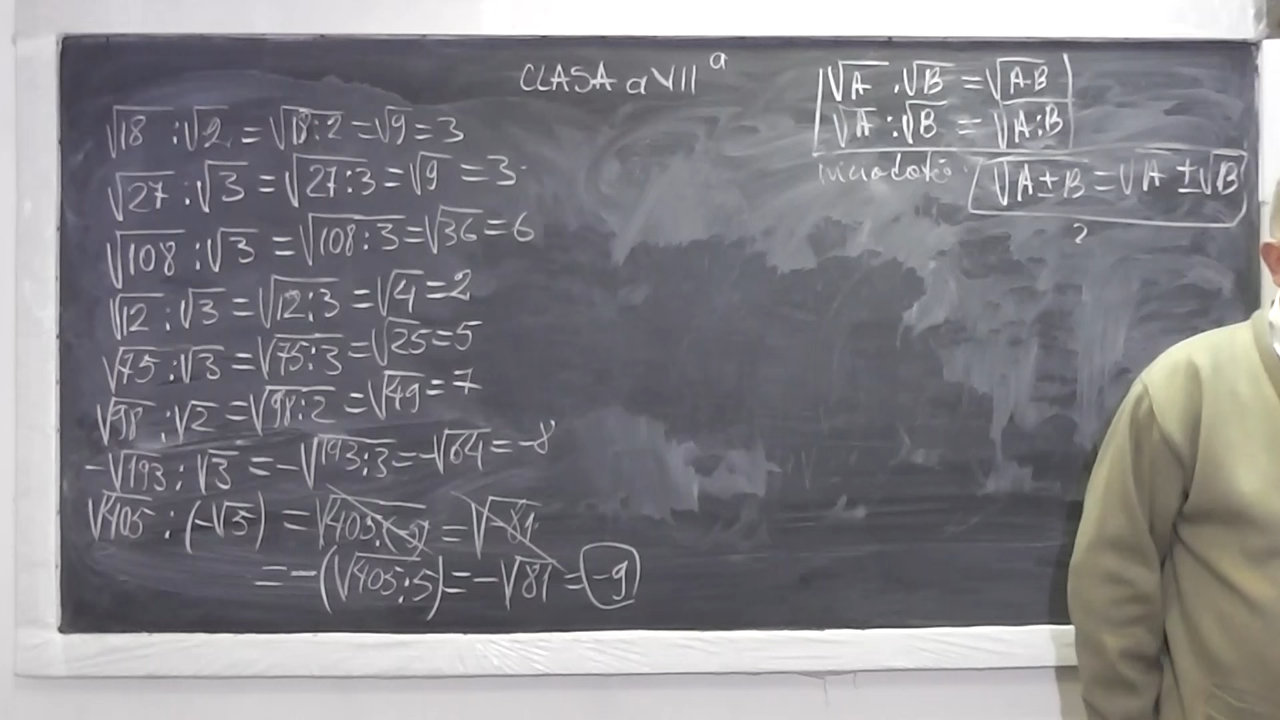 CLASA a VII a
√18 : √2 = √18:2 = √9 = 3
√27 : √3 = √27:3 = √9 = 3
√108 : √3 = √108:3 = √36 = 6
√12 : √3 = √12:3 = √4 = 2
√75 : √3 = √75:3 = √25 = 5
√98 : √2 = √98:2 = √49 = 7
-√193 : √3 = -√193:3 = -√64 = -8
√405 : (-√5) = √405:(-5) = √-81
= -(√405:5) = -√81 = -9
√A · √B = √A·B
√A : √B = √A:B
√A±B = √A ± √B
?